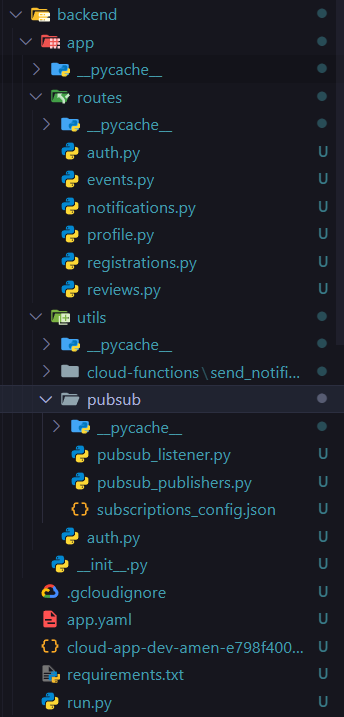 backend
app
__pycache__
routes
__pycache__
auth.py U
events.py U
notifications.py U
profile.py U
registrations.py U
reviews.py U
utils
__pycache__
cloud-functions\send_notifi...
pubsub
__pycache__
pubsub_listener.py U
pubsub_publishers.py U
{} subscriptions_config.json U
auth.py U
__init__.py U
.gcloudignore U
app.yaml U
{} cloud-app-dev-amen-e798f400... U
requirements.txt U
run.py U